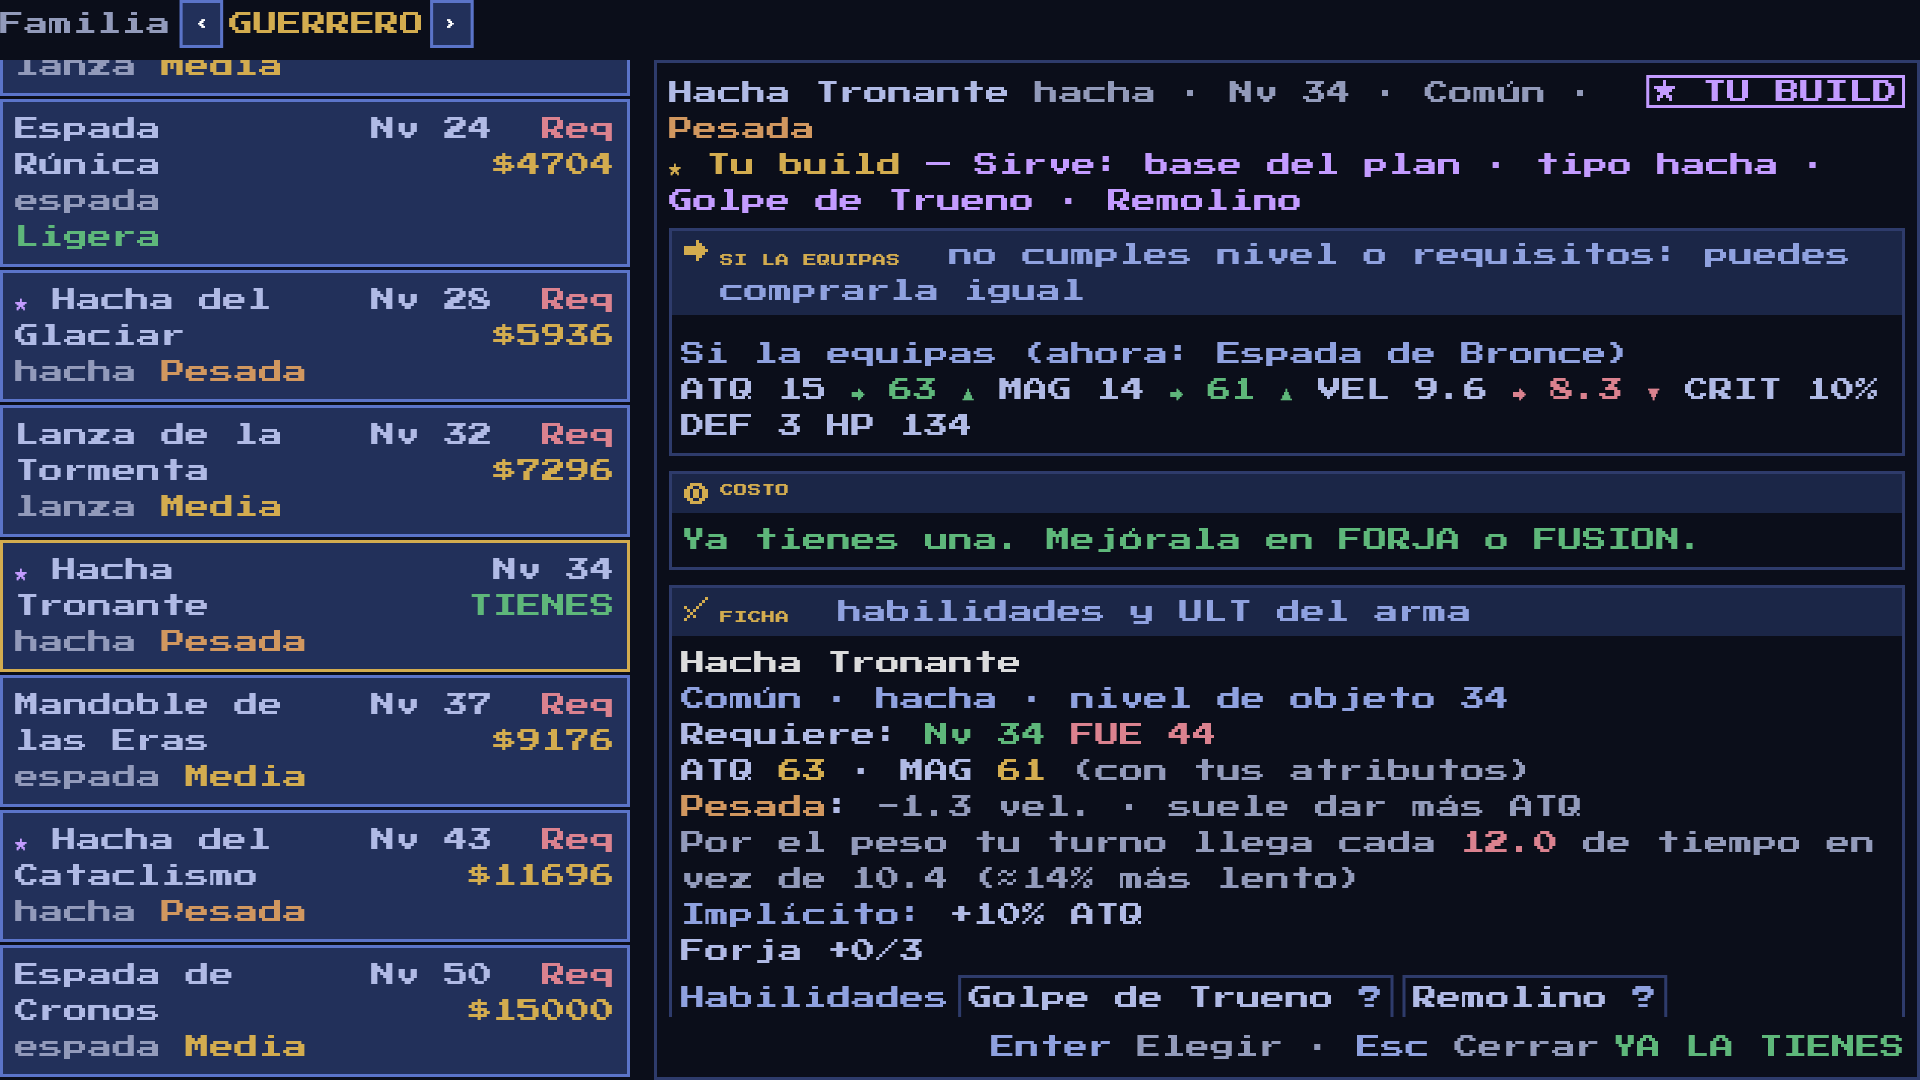 Familia ‹ GUERRERO ›
lanza Media
Espada Nv 24 Req
Rúnica $4704
espada
Ligera
★ Hacha del Nv 28 Req
Glaciar $5936
hacha Pesada
Lanza de la Nv 32 Req
Tormenta $7296
lanza Media
★ Hacha Nv 34
Tronante TIENES
hacha Pesada
Mandoble de Nv 37 Req
las Eras $9176
espada Media
★ Hacha del Nv 43 Req
Cataclismo $11696
hacha Pesada
Espada de Nv 50 Req
Cronos $15000
espada Media
Hacha Tronante hacha · Nv 34 · Común · ★ TU BUILD
Pesada
★ Tu build — Sirve: base del plan · tipo hacha ·
Golpe de Trueno · Remolino
SI LA EQUIPAS no cumples nivel o requisitos: puedes
comprarla igual
Si la equipas (ahora: Espada de Bronce)
ATQ 15 → 63 ▲ MAG 14 → 61 ▲ VEL 9.6 → 8.3 ▼ CRIT 10%
DEF 3 HP 134
COSTO
Ya tienes una. Mejórala en FORJA o FUSION.
FICHA habilidades y ULT del arma
Hacha Tronante
Común · hacha · nivel de objeto 34
Requiere: Nv 34 FUE 44
ATQ 63 · MAG 61 (con tus atributos)
Pesada: -1.3 vel. · suele dar más ATQ
Por el peso tu turno llega cada 12.0 de tiempo en
vez de 10.4 (≈14% más lento)
Implícito: +10% ATQ
Forja +0/3
Habilidades Golpe de Trueno ? Remolino ?
Enter Elegir · Esc Cerrar YA LA TIENES